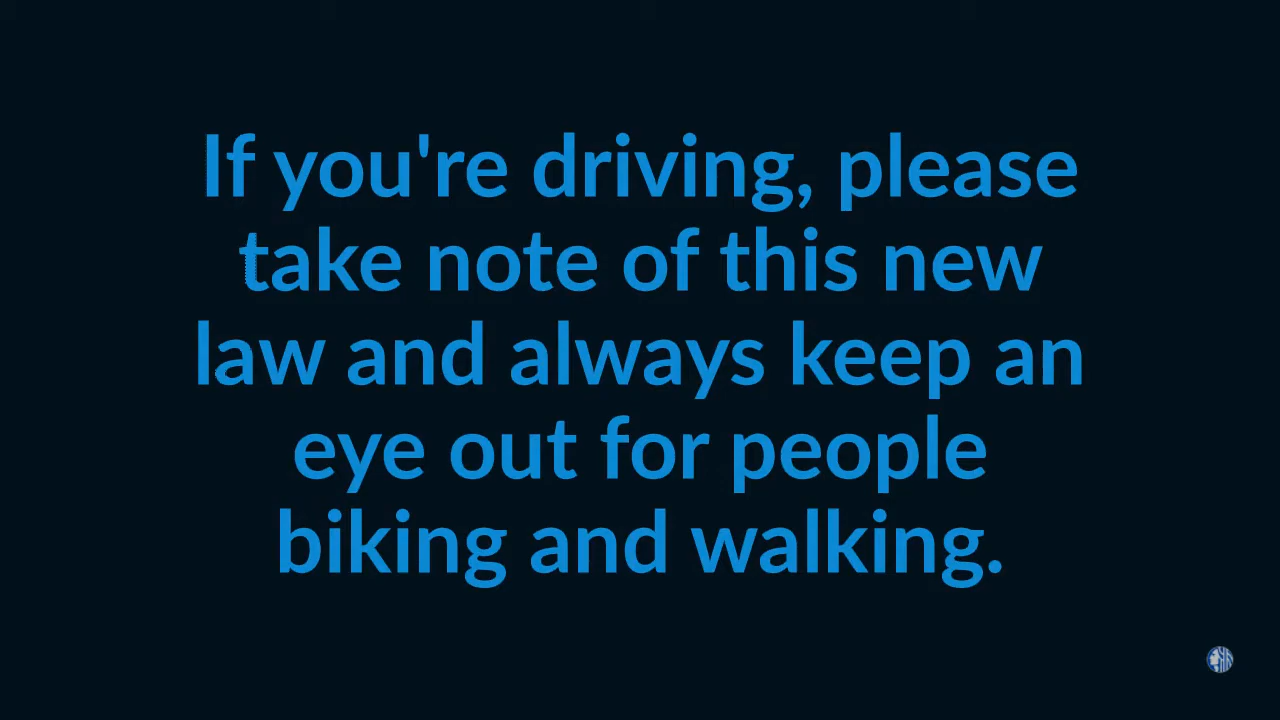 If you're driving, please
take note of this new
law and always keep an
eye out for people
biking and walking.